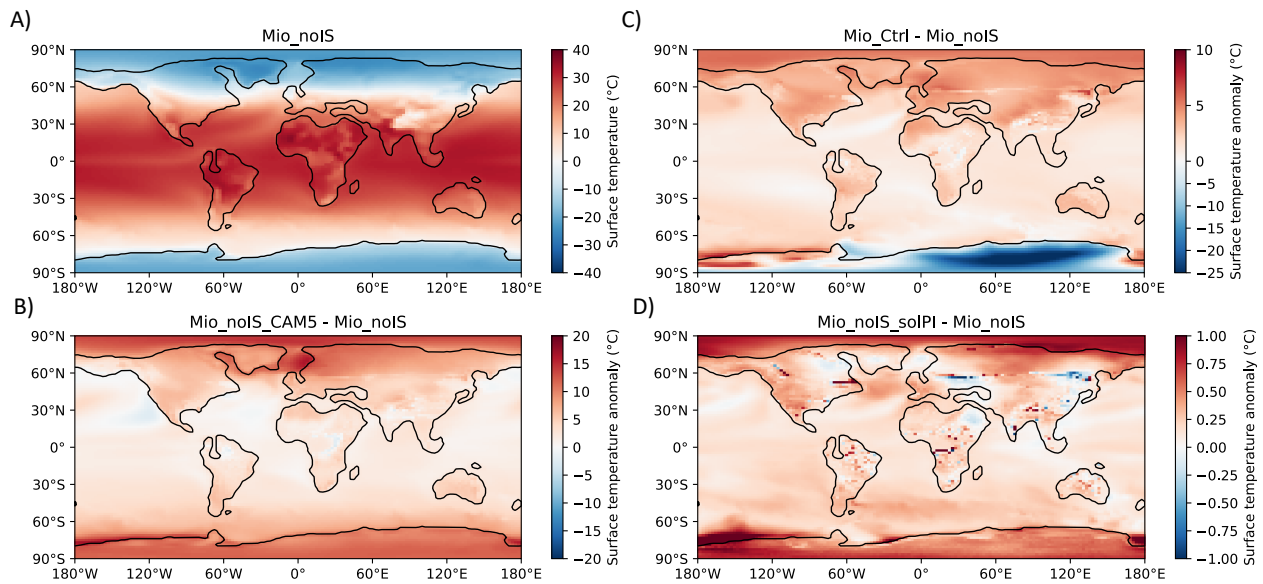 A)
Mio_noIS
90°N
60°N
30°N
0°
30°S
60°S
90°S
180°W 120°W 60°W 0° 60°E 120°E 180°E
40
30
20
10
0
−10
−20
−30
−40
Surface temperature (°C)
C)
Mio_Ctrl - Mio_noIS
90°N
60°N
30°N
0°
30°S
60°S
90°S
180°W 120°W 60°W 0° 60°E 120°E 180°E
10
5
0
−5
−10
−15
−20
−25
Surface temperature anomaly (°C)
B)
Mio_noIS_CAM5 - Mio_noIS
90°N
60°N
30°N
0°
30°S
60°S
90°S
180°W 120°W 60°W 0° 60°E 120°E 180°E
20
15
10
5
0
−5
−10
−15
−20
Surface temperature anomaly (°C)
D)
Mio_noIS_solPI - Mio_noIS
90°N
60°N
30°N
0°
30°S
60°S
90°S
180°W 120°W 60°W 0° 60°E 120°E 180°E
1.00
0.75
0.50
0.25
0.00
−0.25
−0.50
−0.75
−1.00
Surface temperature anomaly (°C)